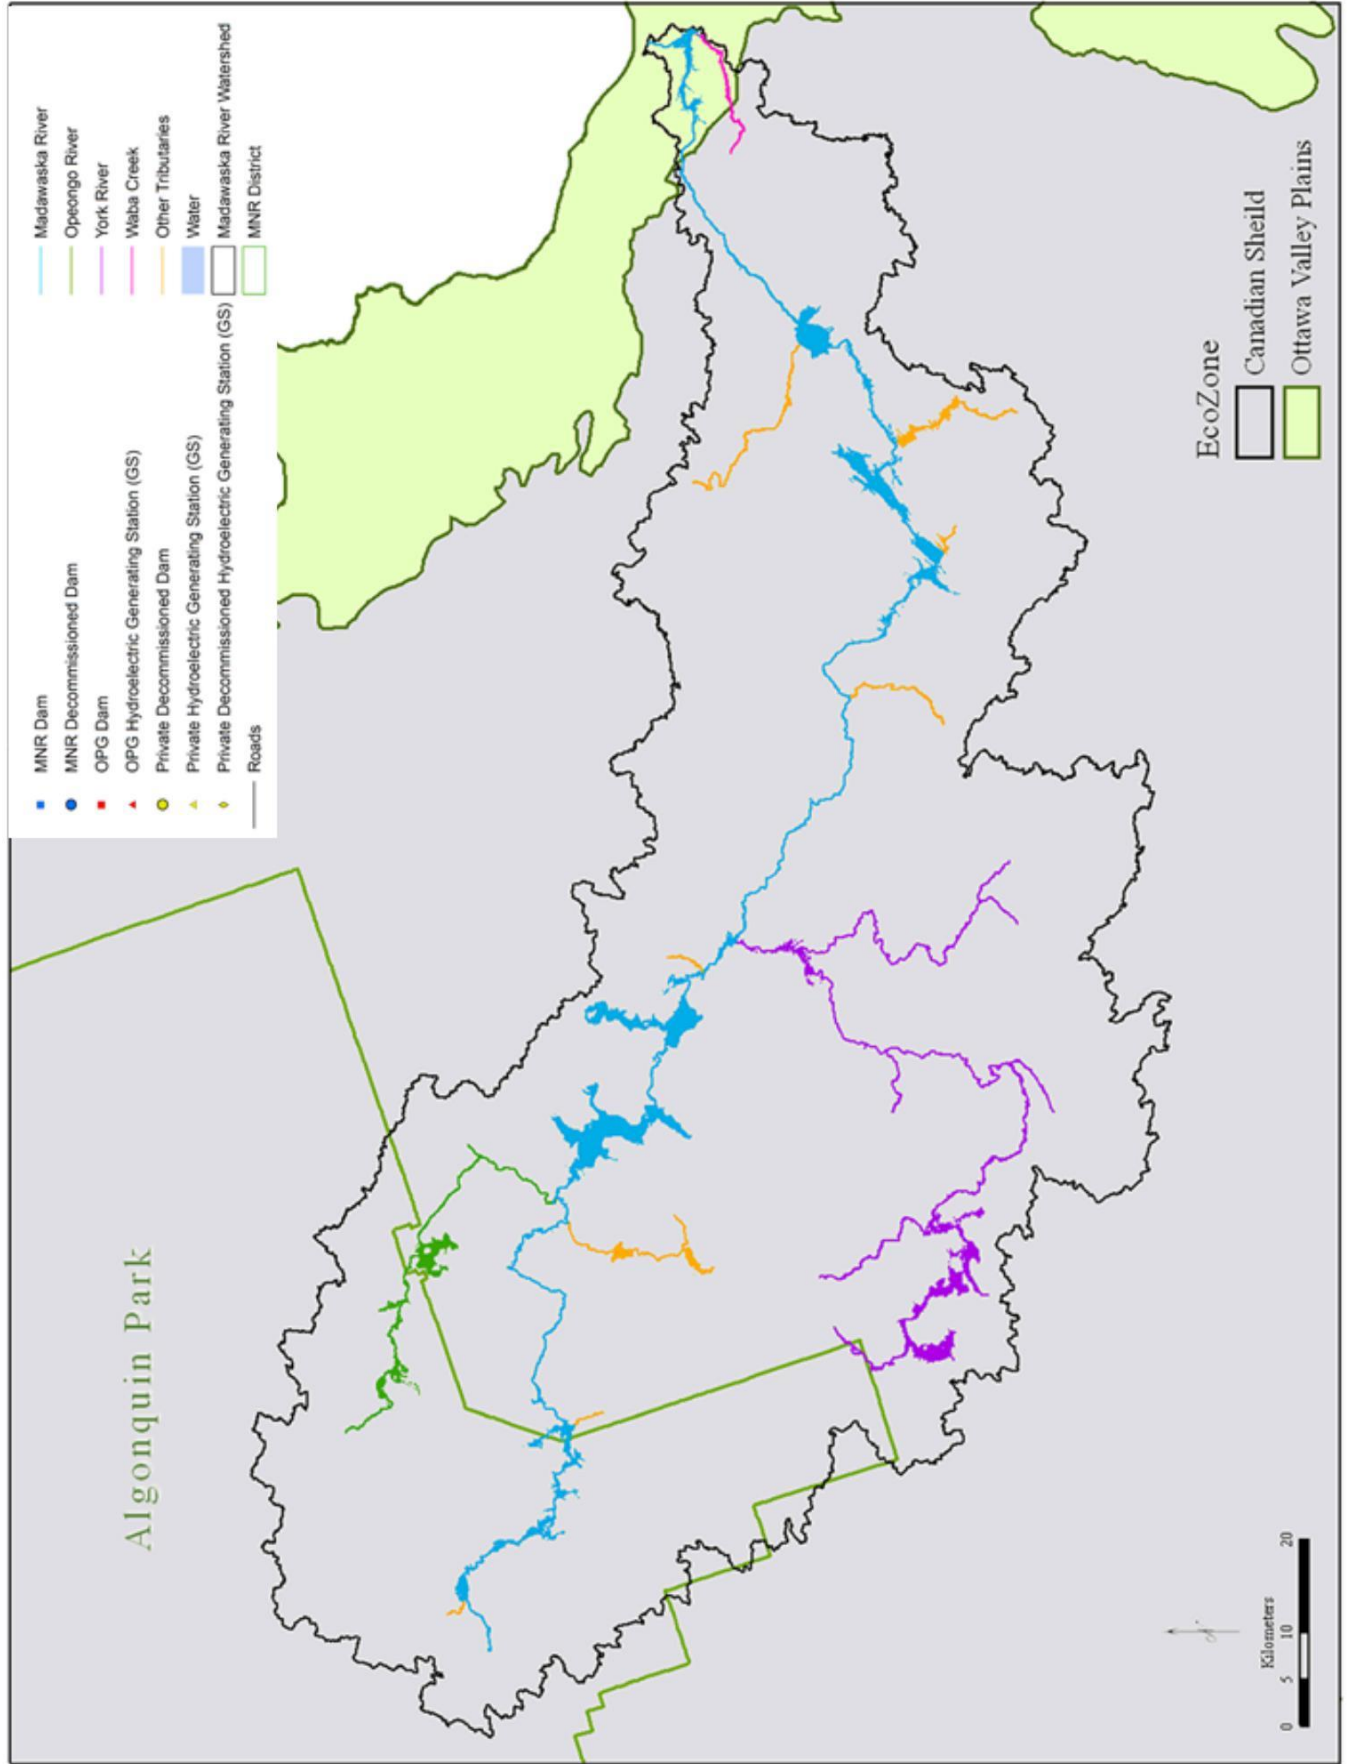 MNR Dam
MNR Decommissioned Dam
OPG Dam
OPG Hydroelectric Generating Station (GS)
Private Decommissioned Dam
Private Hydroelectric Generating Station (GS)
Private Decommissioned Hydroelectric Generating Station (GS)
Roads
Madawaska River
Opeongo River
York River
Waba Creek
Other Tributaries
Water
Madawaska River Watershed
MNR District
Algonquin Park
EcoZone
Canadian Sheild
Ottawa Valley Plains
N
Kilometers
0 5 10 20